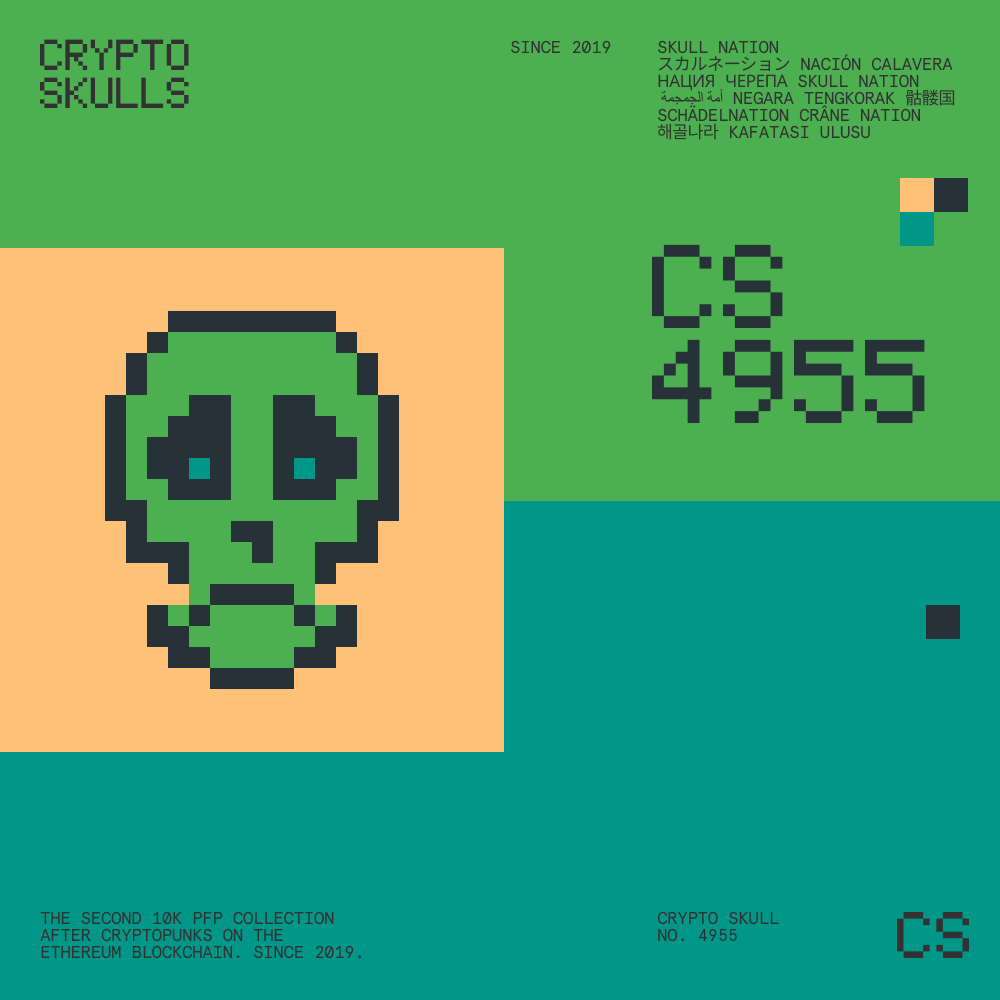 CRYPTO
SKULLS
SINCE 2019
SKULL NATION
スカルネーション NACIÓN CALAVERA
НАЦИЯ ЧЕРЕПА SKULL NATION
أمة الجمجمة NEGARA TENGKORAK 骷髅国
SCHÄDELNATION CRÂNE NATION
해골나라 KAFATASI ULUSU
CS
4955
THE SECOND 10K PFP COLLECTION
AFTER CRYPTOPUNKS ON THE
ETHEREUM BLOCKCHAIN. SINCE 2019.
CRYPTO SKULL
NO. 4955
CS